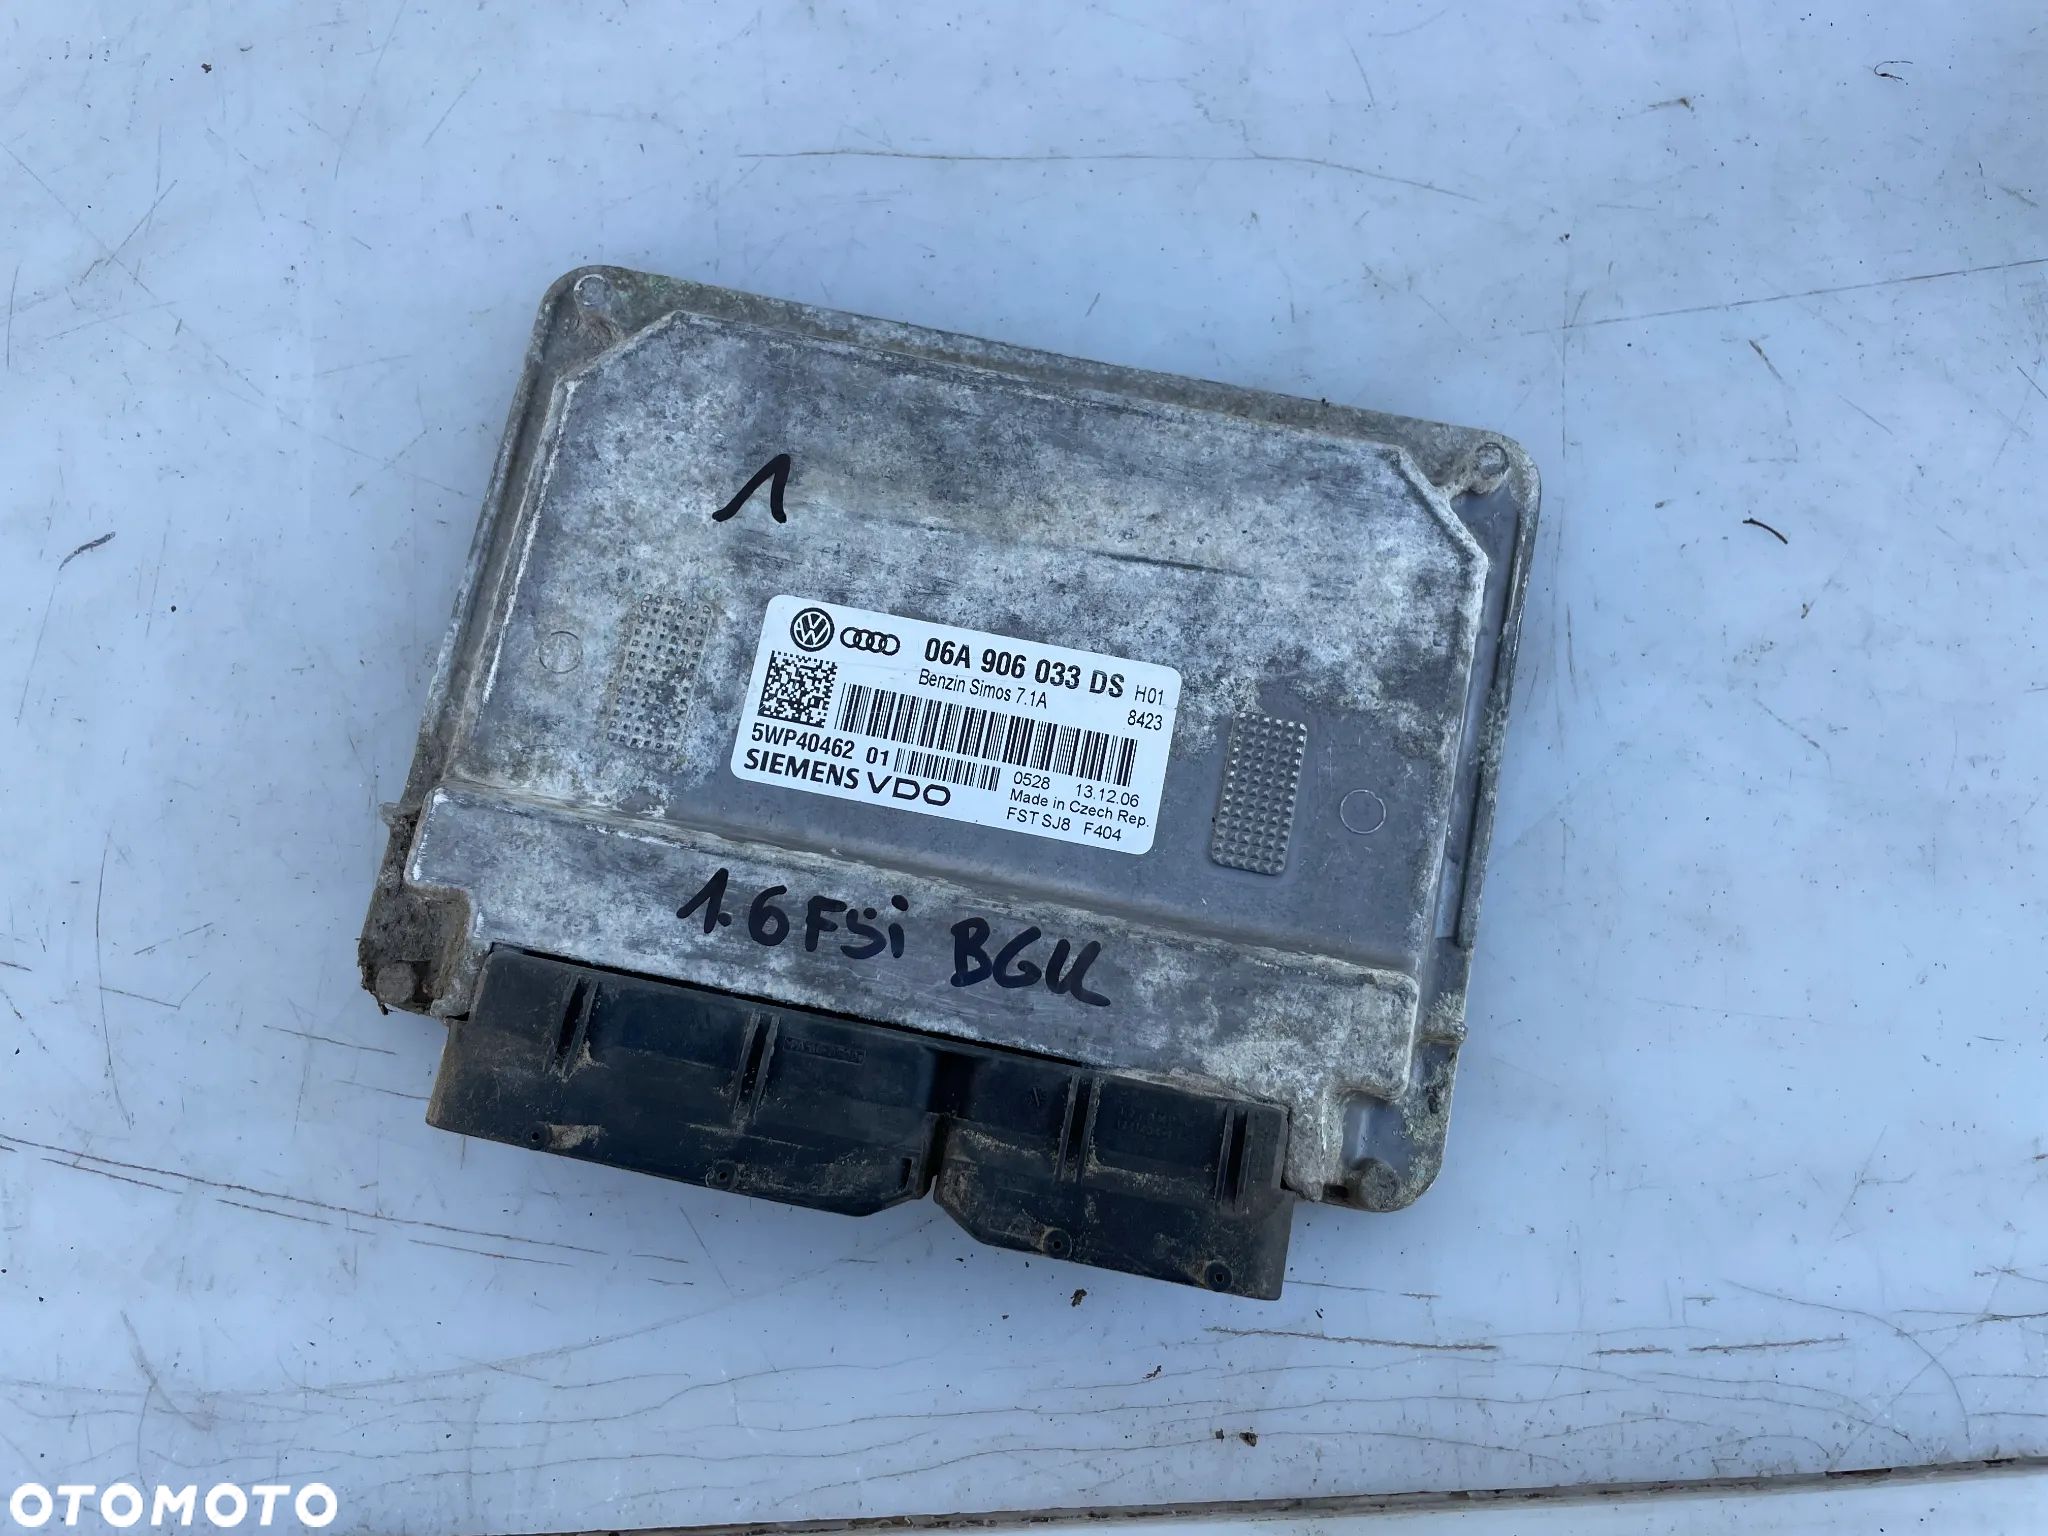 1
06A 906 033 DS H01
Benzin Simos 7.1A 8423
5WP40462 01
SIEMENS VDO
0528 13.12.06
Made in Czech Rep.
FST SJ8 F404
1.6 FSi BGU
OTOMOTO